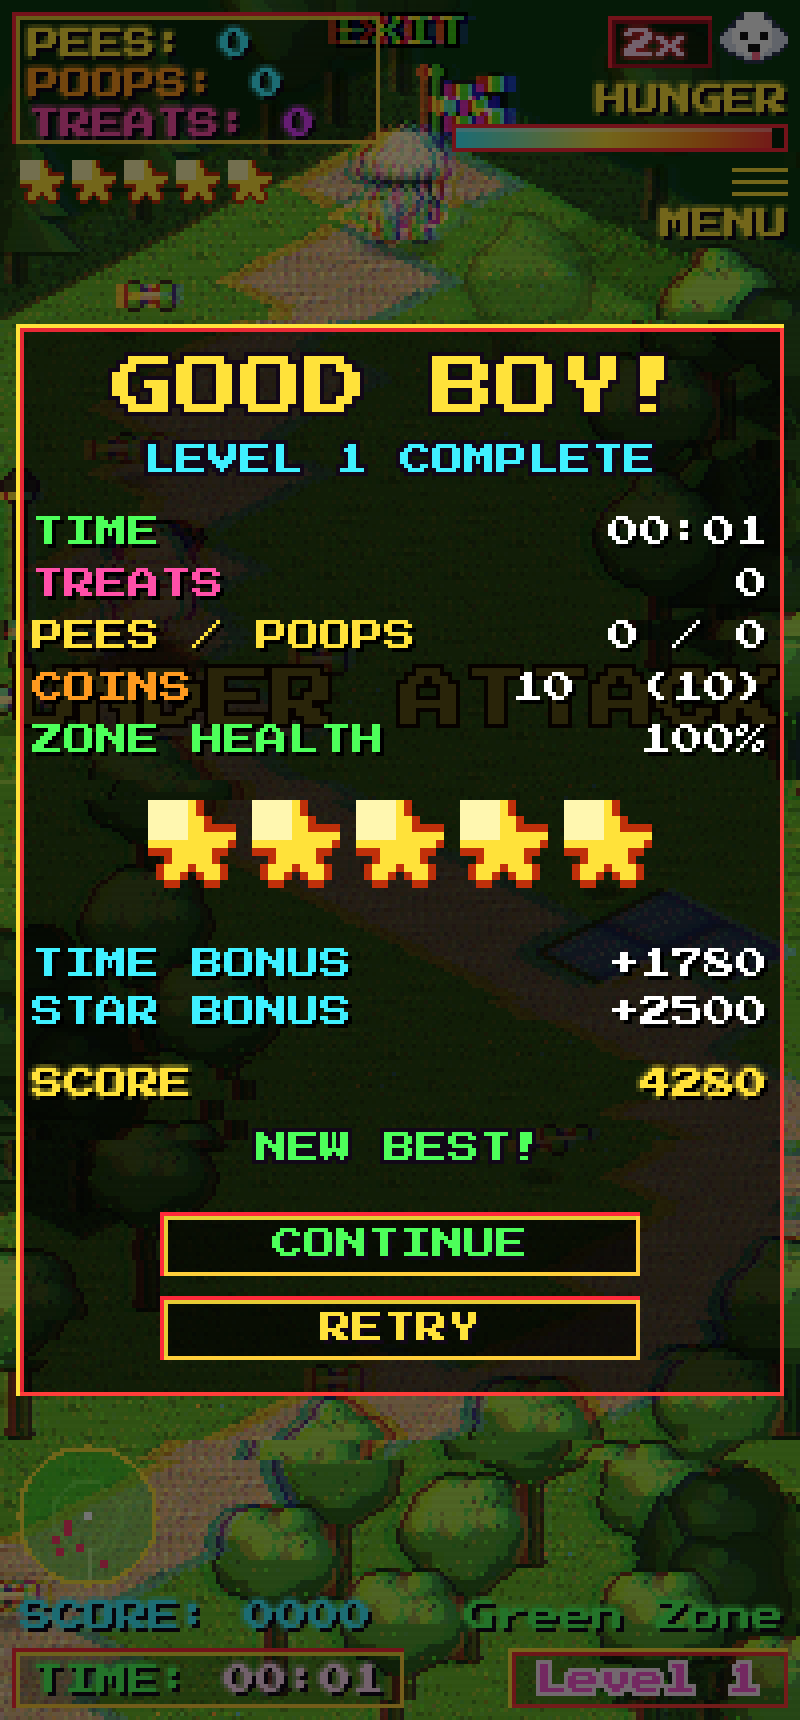 PEES: 0
EXIT
2x
POOPS: 0
TREATS: 0
HUNGER
MENU
GOOD BOY!
LEVEL 1 COMPLETE
TIME 00:01
TREATS 0
PEES / POOPS 0 / 0
COINS 10 (10)
UNDER ATTACK
ZONE HEALTH 100%
TIME BONUS +1780
STAR BONUS +2500
SCORE 4280
NEW BEST!
CONTINUE
RETRY
SCORE: 0000 Green Zone
TIME: 00:01 Level 1